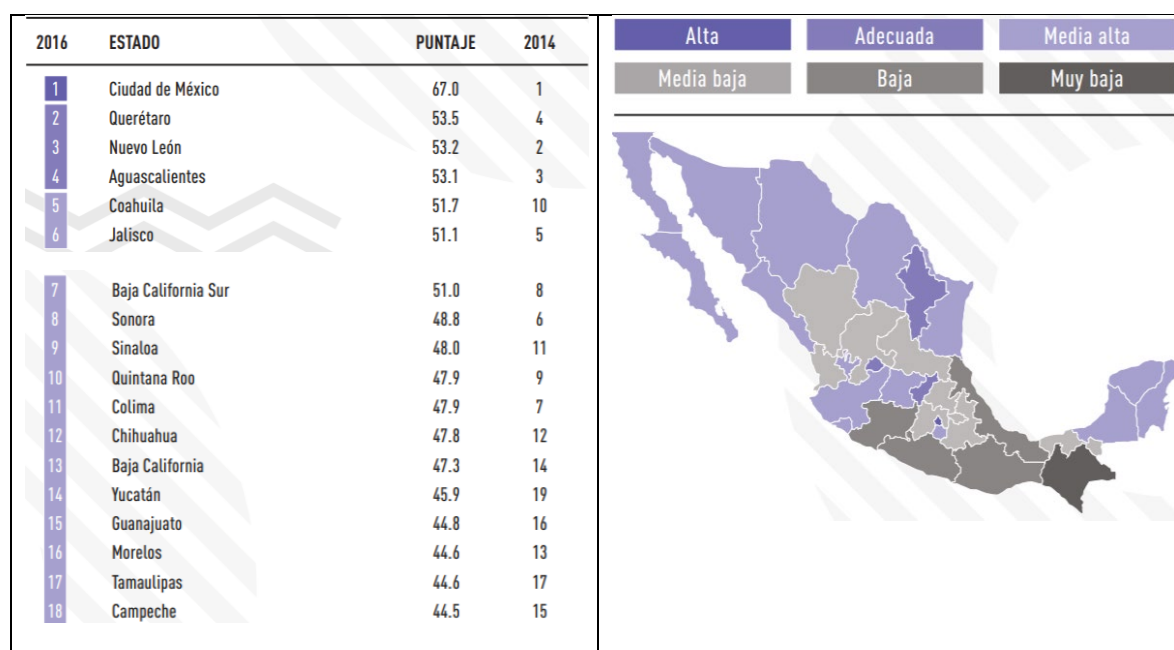 2016 ESTADO PUNTAJE 2014
1 Ciudad de México 67.0 1
2 Querétaro 53.5 4
3 Nuevo León 53.2 2
4 Aguascalientes 53.1 3
5 Coahuila 51.7 10
6 Jalisco 51.1 5
7 Baja California Sur 51.0 8
8 Sonora 48.8 6
9 Sinaloa 48.0 11
10 Quintana Roo 47.9 9
11 Colima 47.9 7
12 Chihuahua 47.8 12
13 Baja California 47.3 14
14 Yucatán 45.9 19
15 Guanajuato 44.8 16
16 Morelos 44.6 13
17 Tamaulipas 44.6 17
18 Campeche 44.5 15
Alta Adecuada Media alta
Media baja Baja Muy baja